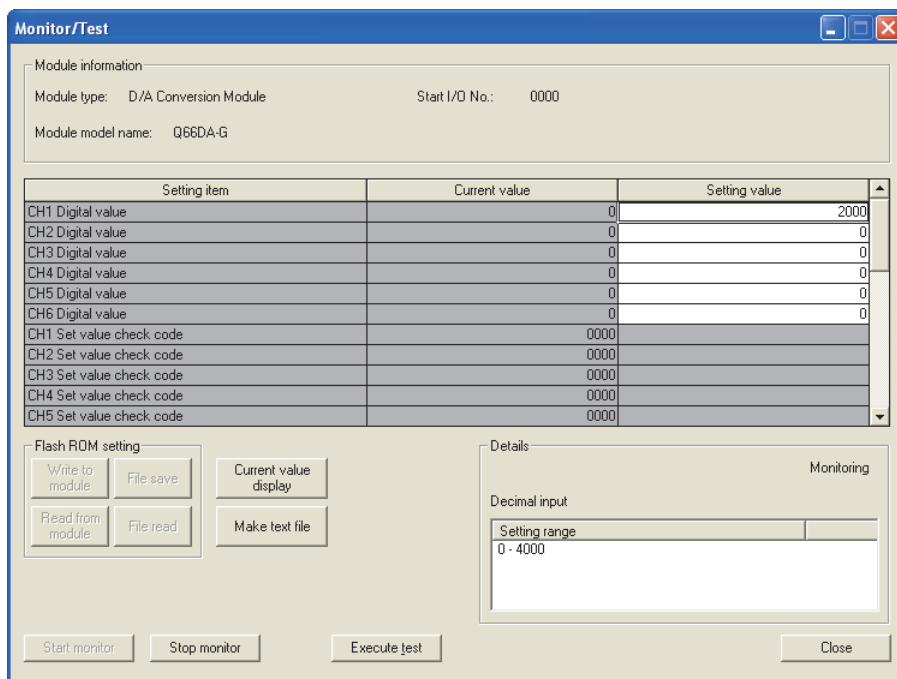 Monitor/Test
Module information
Module type: D/A Conversion Module Start I/O No.: 0000
Module model name: Q66DA-G
Setting item Current value Setting value
CH1 Digital value 0 2000
CH2 Digital value 0 0
CH3 Digital value 0 0
CH4 Digital value 0 0
CH5 Digital value 0 0
CH6 Digital value 0 0
CH1 Set value check code 0000
CH2 Set value check code 0000
CH3 Set value check code 0000
CH4 Set value check code 0000
CH5 Set value check code 0000
Flash ROM setting
Write to module
File save
Current value display
Read from module
File read
Make text file
Details
Monitoring
Decimal input
Setting range
0 - 4000
Start monitor
Stop monitor
Execute test
Close